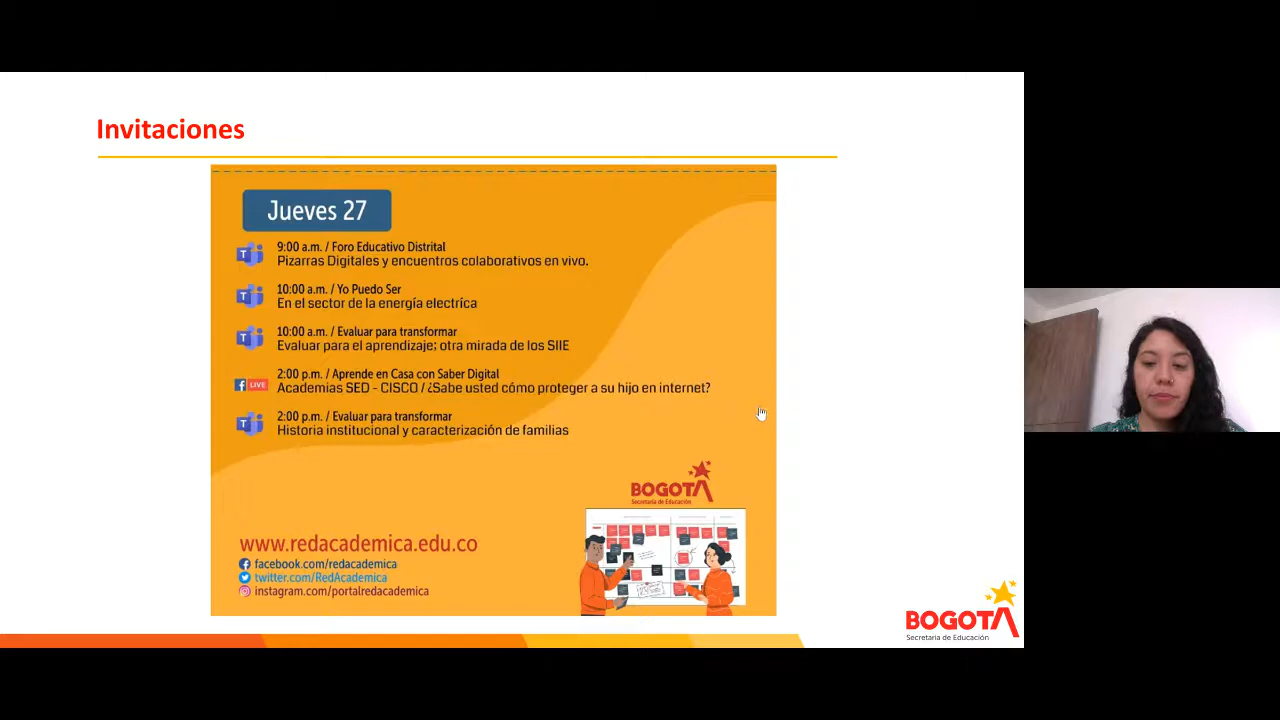 Invitaciones
Jueves 27
9:00 a.m. / Foro Educativo Distrital
Pizarras Digitales y encuentros colaborativos en vivo.
10:00 a.m. / Yo Puedo Ser
En el sector de la energía electríca
10:00 a.m. / Evaluar para transformar
Evaluar para el aprendizaje; otra mirada de los SIIE
2:00 p.m. / Aprende en Casa con Saber Digital
LIVE
Academias SED - CISCO / ¿Sabe usted cómo proteger a su hijo en internet?
2:00 p.m. / Evaluar para transformar
Historia institucional y caracterización de familias
BOGOTA
Secretaría de Educación
www.redacademica.edu.co
facebook.com/redacademica
twitter.com/RedAcademica
instagram.com/portalredacademica
BOGOTA
Secretaría de Educación